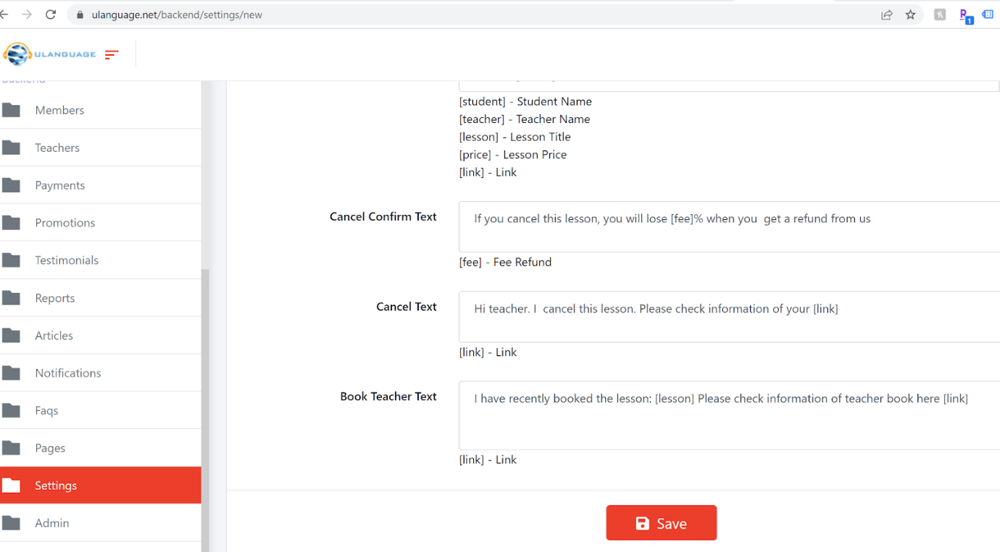 ulanguage.net/backend/settings/new
1
ULANGUAGE
Backend
Members
Teachers
Payments
Promotions
Testimonials
Reports
Articles
Notifications
Faqs
Pages
Settings
Admin
[student] - Student Name
[teacher] - Teacher Name
[lesson] - Lesson Title
[price] - Lesson Price
[link] - Link
Cancel Confirm Text
If you cancel this lesson, you will lose [fee]% when you  get a refund from us
[fee] - Fee Refund
Cancel Text
Hi teacher. I  cancel this lesson. Please check information of your [link]
[link] - Link
Book Teacher Text
I have recently booked the lesson: [lesson] Please check information of teacher book here [link]
[link] - Link
Save